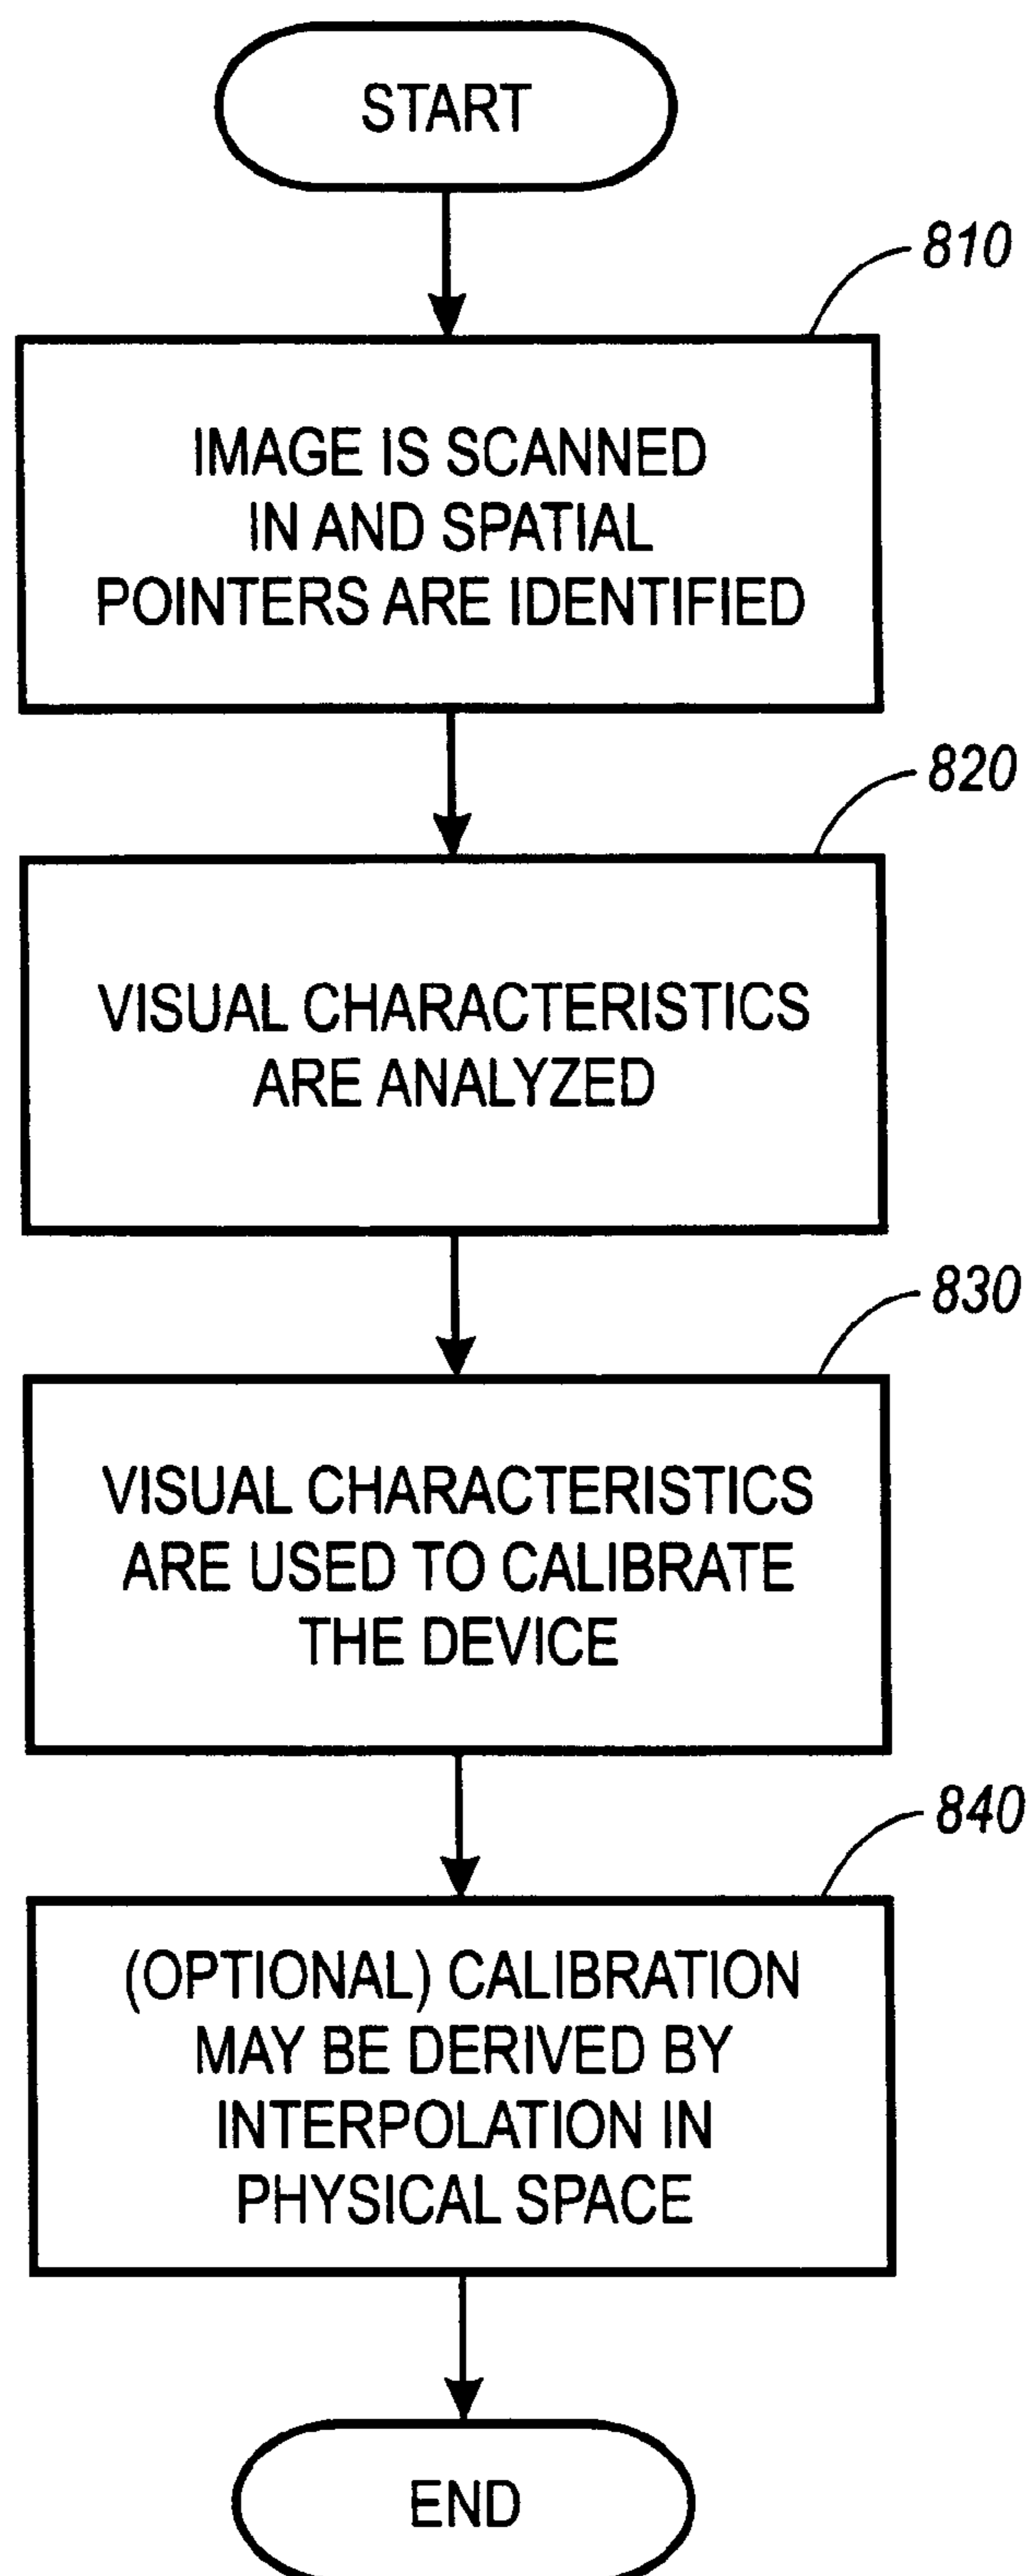 START
810
IMAGE IS SCANNED
IN AND SPATIAL
POINTERS ARE IDENTIFIED
820
VISUAL CHARACTERISTICS
ARE ANALYZED
830
VISUAL CHARACTERISTICS
ARE USED TO CALIBRATE
THE DEVICE
840
(OPTIONAL) CALIBRATION
MAY BE DERIVED BY
INTERPOLATION IN
PHYSICAL SPACE
END